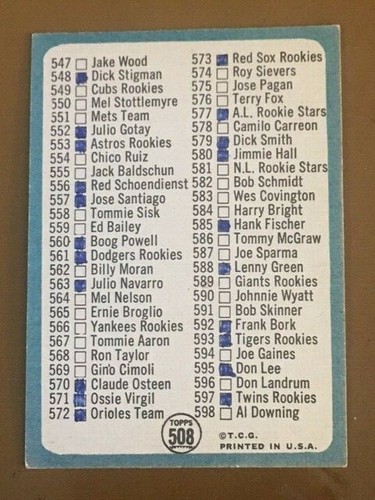 547 Jake Wood
548 Dick Stigman
549 Cubs Rookies
550 Mel Stottlemyre
551 Mets Team
552 Julio Gotay
553 Astros Rookies
554 Chico Ruiz
555 Jack Baldschun
556 Red Schoendienst
557 Jose Santiago
558 Tommie Sisk
559 Ed Bailey
560 Boog Powell
561 Dodgers Rookies
562 Billy Moran
563 Julio Navarro
564 Mel Nelson
565 Ernie Broglio
566 Yankees Rookies
567 Tommie Aaron
568 Ron Taylor
569 Gino Cimoli
570 Claude Osteen
571 Ossie Virgil
572 Orioles Team
573 Red Sox Rookies
574 Roy Sievers
575 Jose Pagan
576 Terry Fox
577 A.L. Rookie Stars
578 Camilo Carreon
579 Dick Smith
580 Jimmie Hall
581 N.L. Rookie Stars
582 Bob Schmidt
583 Wes Covington
584 Harry Bright
585 Hank Fischer
586 Tommy McGraw
587 Joe Sparma
588 Lenny Green
589 Giants Rookies
590 Johnnie Wyatt
591 Bob Skinner
592 Frank Bork
593 Tigers Rookies
594 Joe Gaines
595 Don Lee
596 Don Landrum
597 Twins Rookies
598 Al Downing
TOPPS
508
©T.C.G.
PRINTED IN U.S.A.